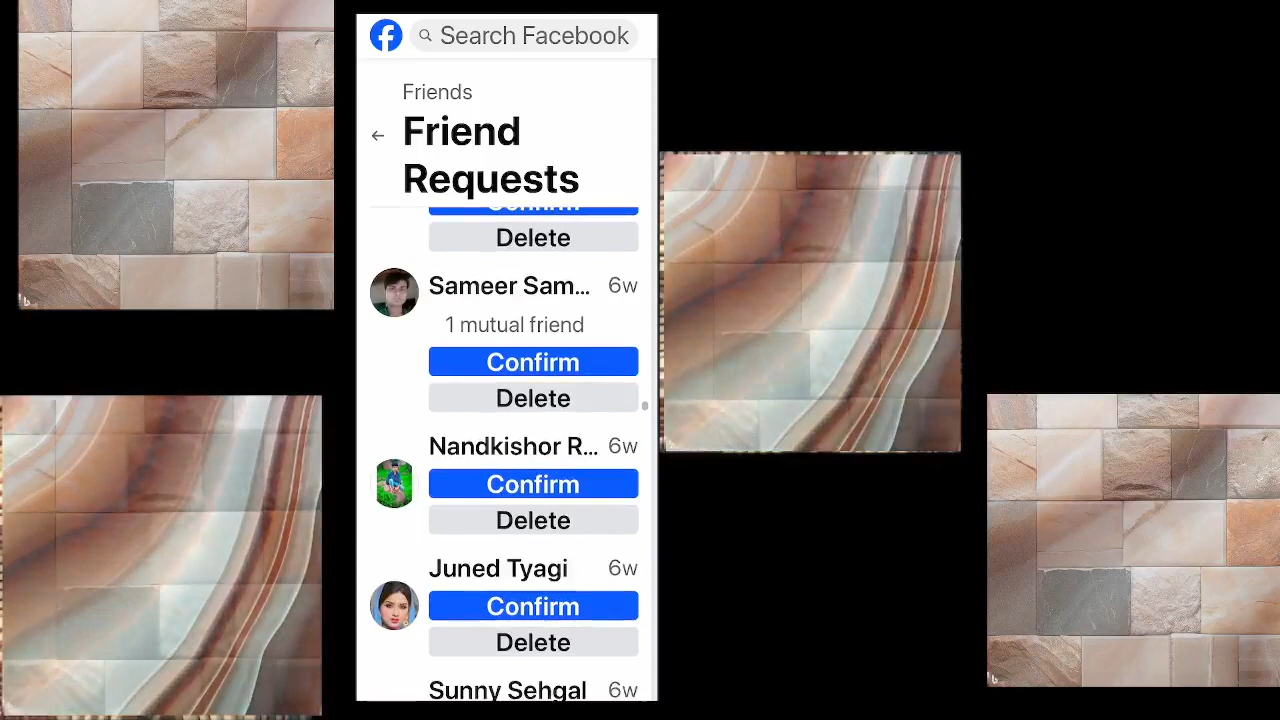 Search Facebook
Friends
Friend
Requests
Confirm
Delete
Sameer Sam... 6w
1 mutual friend
Confirm
Delete
Nandkishor R... 6w
Confirm
Delete
Juned Tyagi 6w
Confirm
Delete
Sunny Sehgal 6w